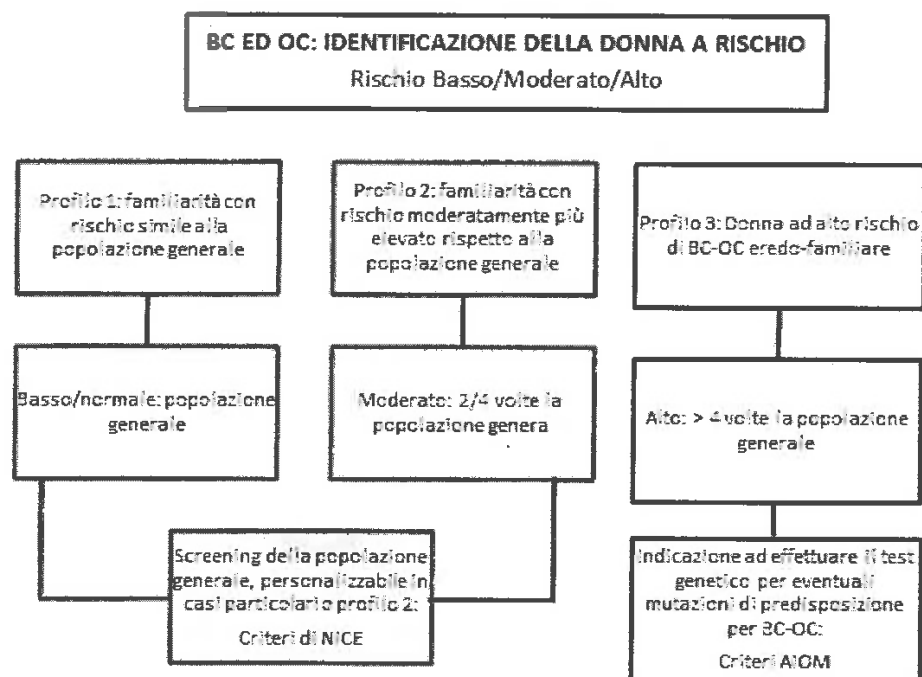 BC ED OC: IDENTIFICAZIONE DELLA DONNA A RISCHIO
Rischio Basso/Moderato/Alto
Profilo 1: familiarità con
rischio simile alla
popolazione generale
Profilo 2: familiarità con
rischio moderatamente più
elevato rispetto alla
popolazione generale
Profilo 3: Donna ad alto rischio
di BC-OC eredo-familiare
Basso/normale: popolazione
generale
Moderato: 2/4 volte la
popolazione genera
Alto: > 4 volte la popolazione
generale
Screening della popolazione
generale, personalizzabile in
casi particolari o profilo 2:
Criteri di NICE
Indicazione ad effettuare il test
genetico per eventuali
mutazioni di predisposizione
per BC-OC:
Criteri AIOM